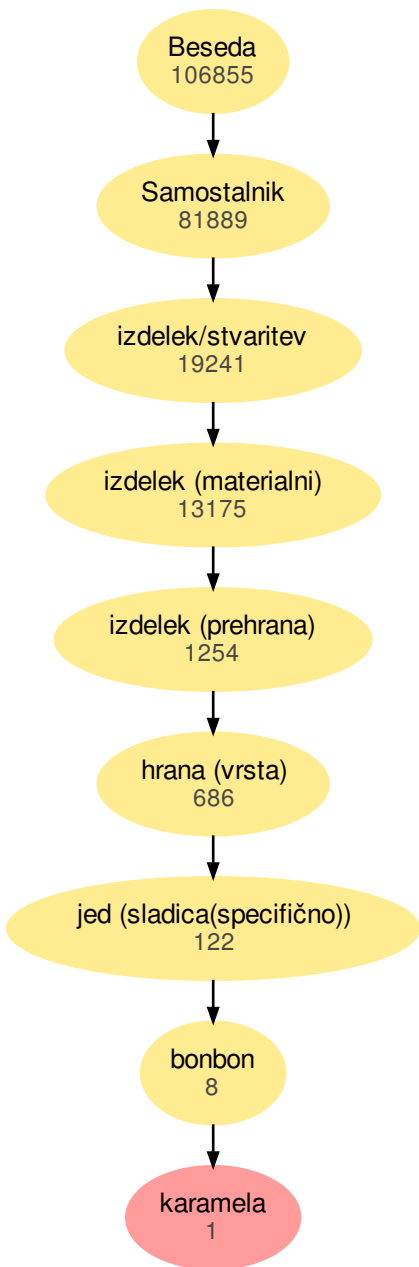 Beseda
106855
Samostalnik
81889
izdelek/stvaritev
19241
izdelek (materialni)
13175
izdelek (prehrana)
1254
hrana (vrsta)
686
jed (sladica(specifično))
122
bonbon
8
karamela
1